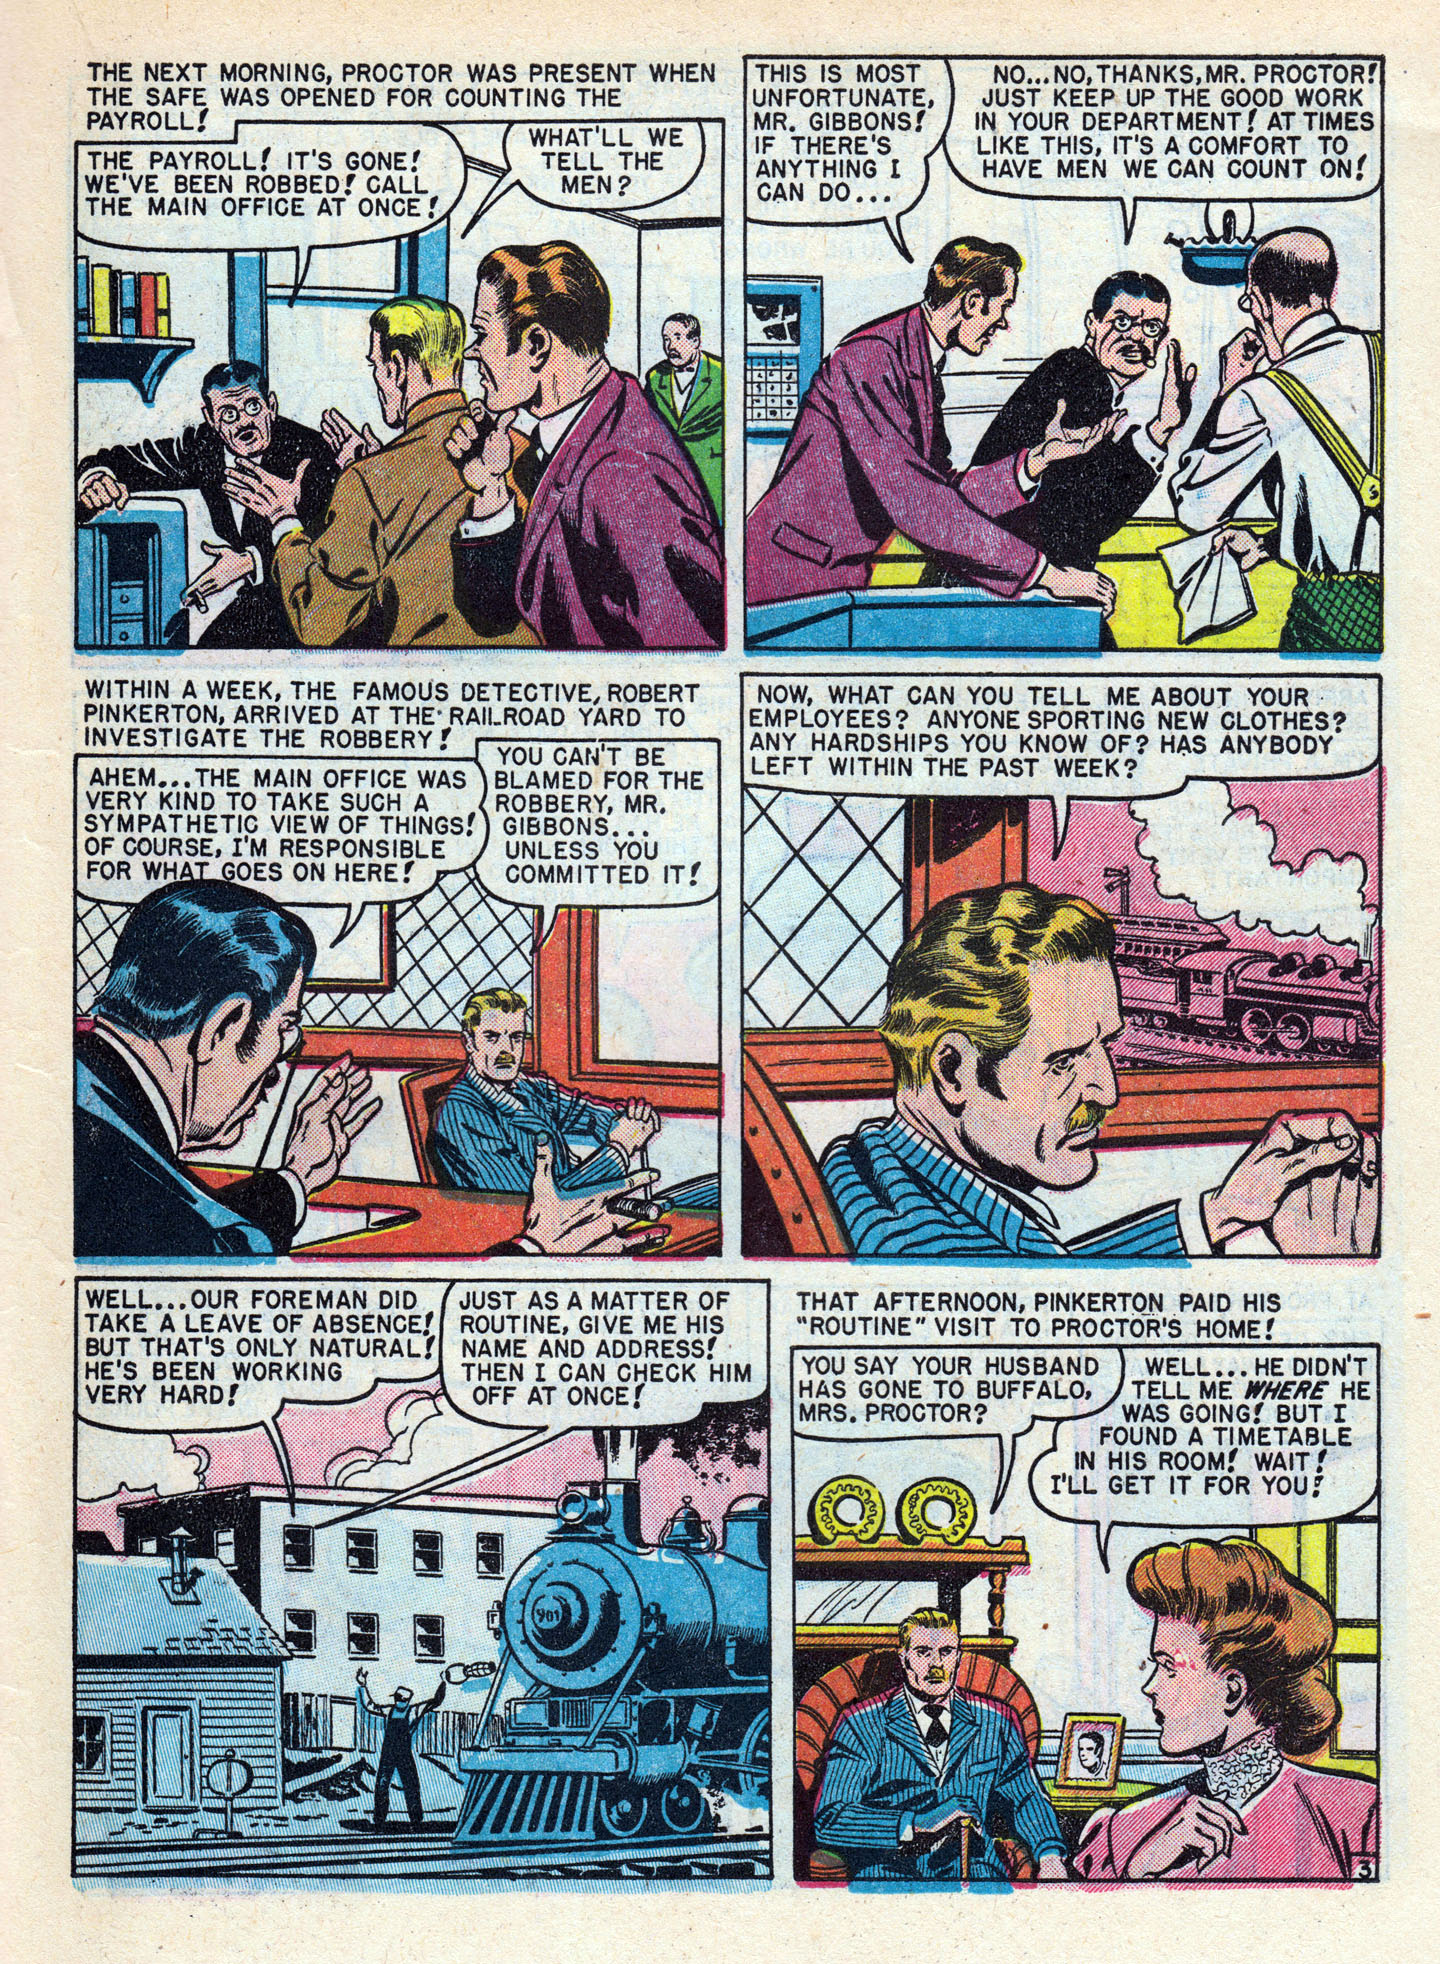 THE NEXT MORNING, PROCTOR WAS PRESENT WHEN
THE SAFE WAS OPENED FOR COUNTING THE
PAYROLL!
THE PAYROLL! IT'S GONE!
WE'VE BEEN ROBBED! CALL
THE MAIN OFFICE AT ONCE!
WHAT'LL WE
TELL THE
MEN?
THIS IS MOST
UNFORTUNATE,
MR. GIBBONS!
IF THERE'S
ANYTHING I
CAN DO...
NO...NO, THANKS, MR. PROCTOR!
JUST KEEP UP THE GOOD WORK
IN YOUR DEPARTMENT! AT TIMES
LIKE THIS, IT'S A COMFORT TO
HAVE MEN WE CAN COUNT ON!
WITHIN A WEEK, THE FAMOUS DETECTIVE, ROBERT
PINKERTON, ARRIVED AT THE RAILROAD YARD TO
INVESTIGATE THE ROBBERY!
AHEM...THE MAIN OFFICE WAS
VERY KIND TO TAKE SUCH A
SYMPATHETIC VIEW OF THINGS!
OF COURSE, I'M RESPONSIBLE
FOR WHAT GOES ON HERE!
YOU CAN'T BE
BLAMED FOR THE
ROBBERY, MR.
GIBBONS...
UNLESS YOU
COMMITTED IT!
NOW, WHAT CAN YOU TELL ME ABOUT YOUR
EMPLOYEES? ANYONE SPORTING NEW CLOTHES?
ANY HARDSHIPS YOU KNOW OF? HAS ANYBODY
LEFT WITHIN THE PAST WEEK?
WELL...OUR FOREMAN DID
TAKE A LEAVE OF ABSENCE!
BUT THAT'S ONLY NATURAL!
HE'S BEEN WORKING
VERY HARD!
JUST AS A MATTER OF
ROUTINE, GIVE ME HIS
NAME AND ADDRESS!
THEN I CAN CHECK HIM
OFF AT ONCE!
901
THAT AFTERNOON, PINKERTON PAID HIS
"ROUTINE" VISIT TO PROCTOR'S HOME!
YOU SAY YOUR HUSBAND
HAS GONE TO BUFFALO,
MRS. PROCTOR?
WELL...HE DIDN'T
TELL ME WHERE HE
WAS GOING! BUT I
FOUND A TIMETABLE
IN HIS ROOM! WAIT!
I'LL GET IT FOR YOU!
3